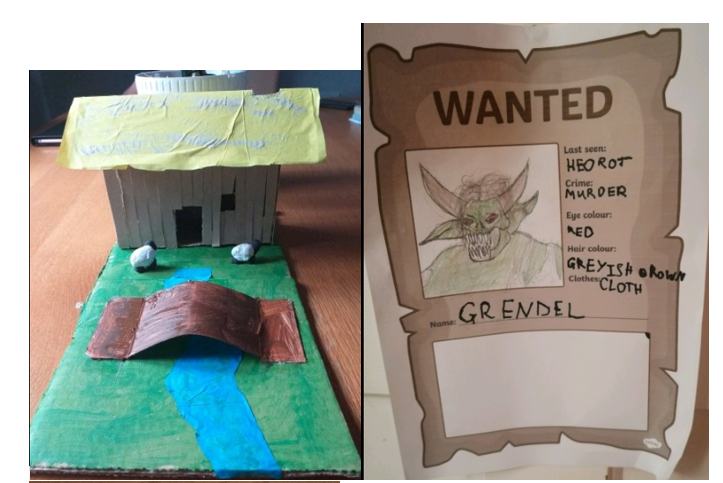 WANTED
Last seen:
HEOROT
Crime:
MURDER
Eye colour:
RED
Hair colour:
GREYISH BROWN
Clothes:
CLOTH
Name: GRENDEL